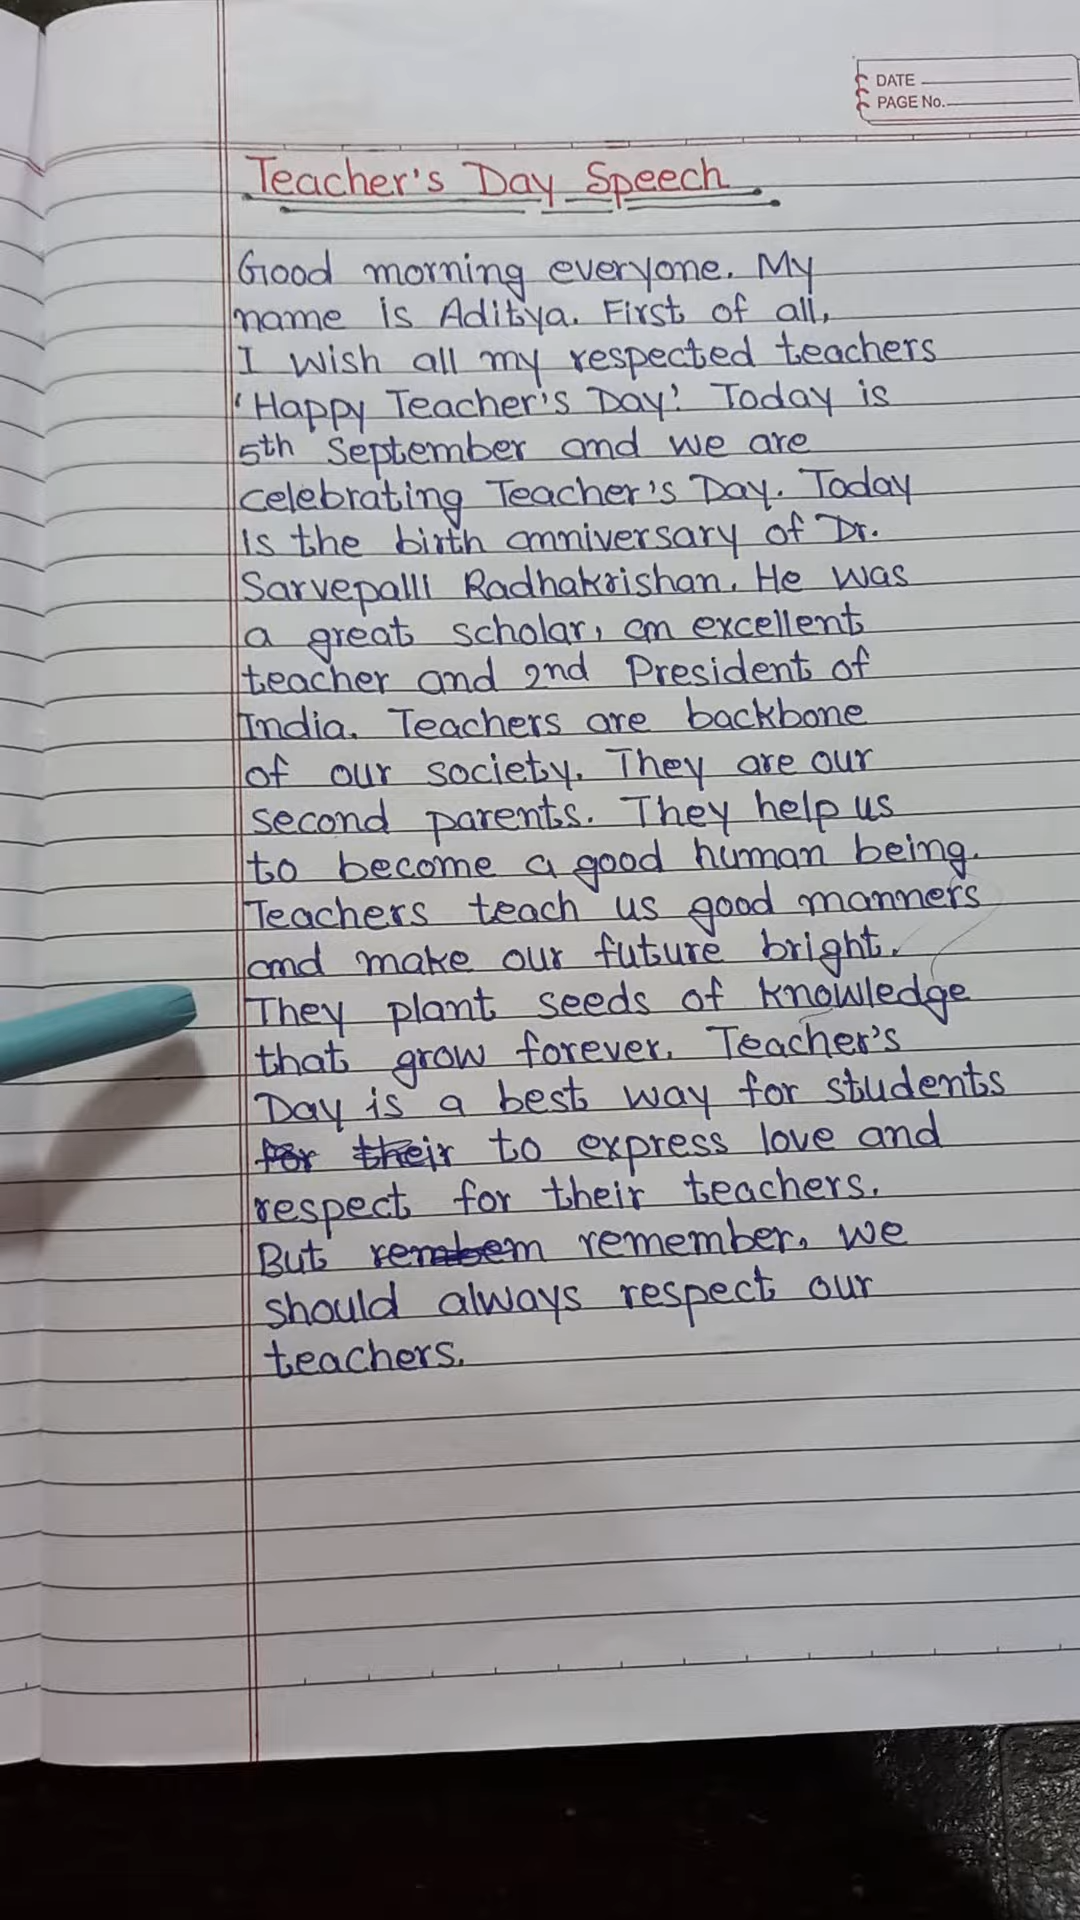 DATE
PAGE No.
Teacher's Day Speech
Good morning everyone. My
name is Aditya. First of all,
I wish all my respected teachers
'Happy Teacher's Day'. Today is
5th September and we are
celebrating Teacher's Day. Today
is the birth anniversary of Dr.
Sarvepalli Radhakrishan. He was
a great scholar, an excellent
teacher and 2nd President of
India. Teachers are backbone
of our society. They are our
second parents. They help us
to become a good human being.
Teachers teach us good manners
and make our future bright.
They plant seeds of knowledge
that grow forever. Teacher's
Day is a best way for students
for their to express love and
respect for their teachers.
But remem remember, we
should always respect our
teachers.